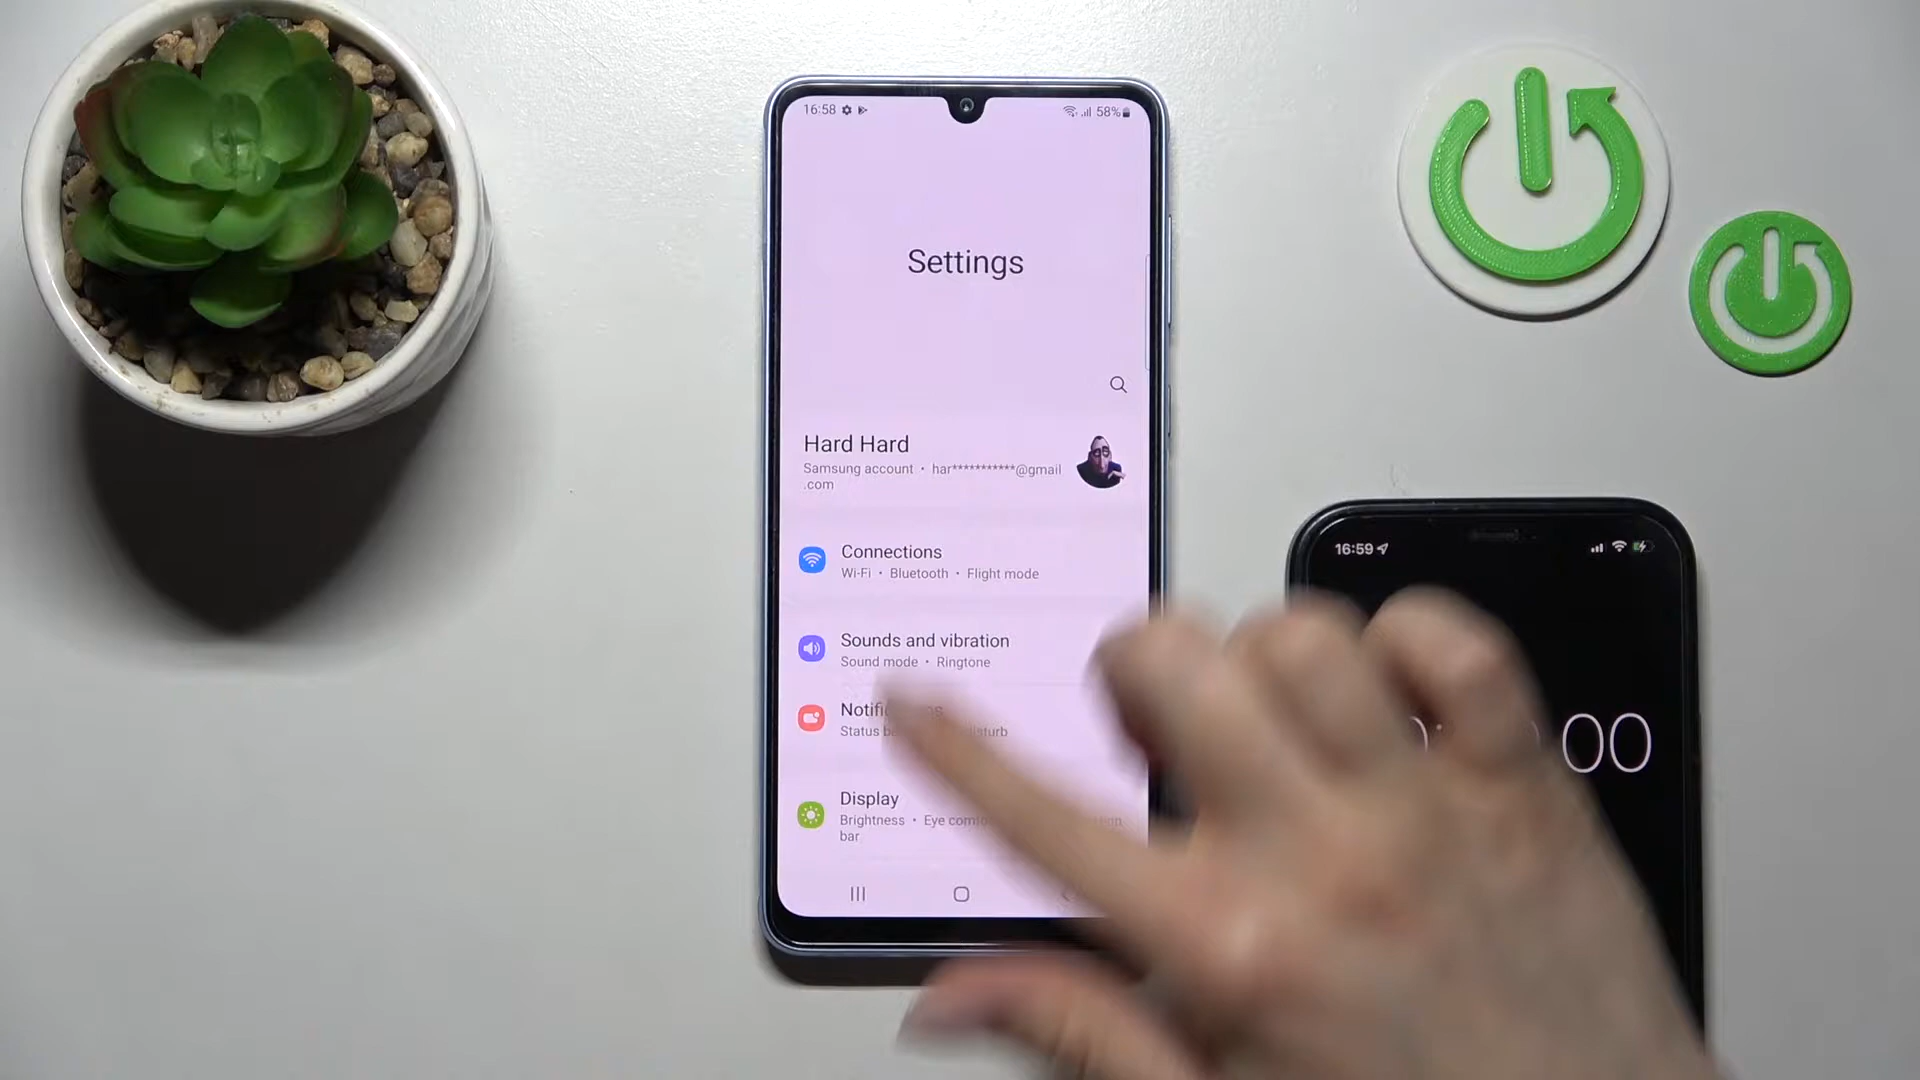 16:58
58%
Settings
Hard Hard
Samsung account • har***********@gmail
.com
Connections
Wi-Fi • Bluetooth • Flight mode
Sounds and vibration
Sound mode • Ringtone
Status
Display
Brightness • Eye
bar
16:59
00